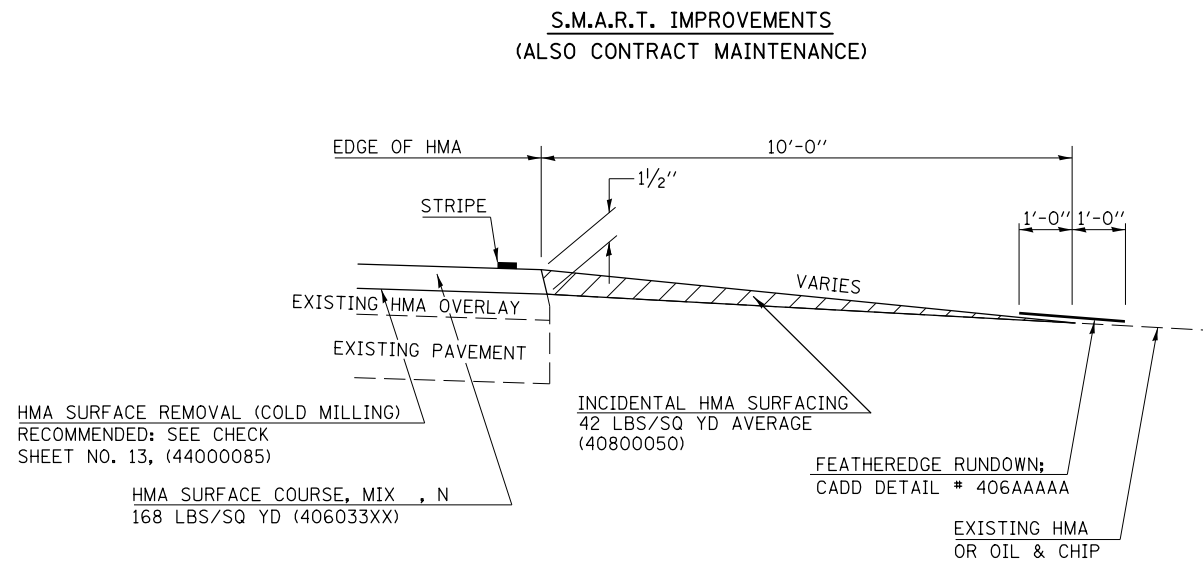 S.M.A.R.T. IMPROVEMENTS
(ALSO CONTRACT MAINTENANCE)
EDGE OF HMA
10'-0"
1 1/2"
STRIPE
1'-0"
1'-0"
VARIES
EXISTING HMA OVERLAY
EXISTING PAVEMENT
HMA SURFACE REMOVAL (COLD MILLING)
RECOMMENDED: SEE CHECK
SHEET NO. 13, (44000085)
INCIDENTAL HMA SURFACING
42 LBS/SQ YD AVERAGE
(40800050)
FEATHEREDGE RUNDOWN;
CADD DETAIL # 406AAAAA
HMA SURFACE COURSE, MIX , N
168 LBS/SQ YD (406033XX)
EXISTING HMA
OR OIL & CHIP